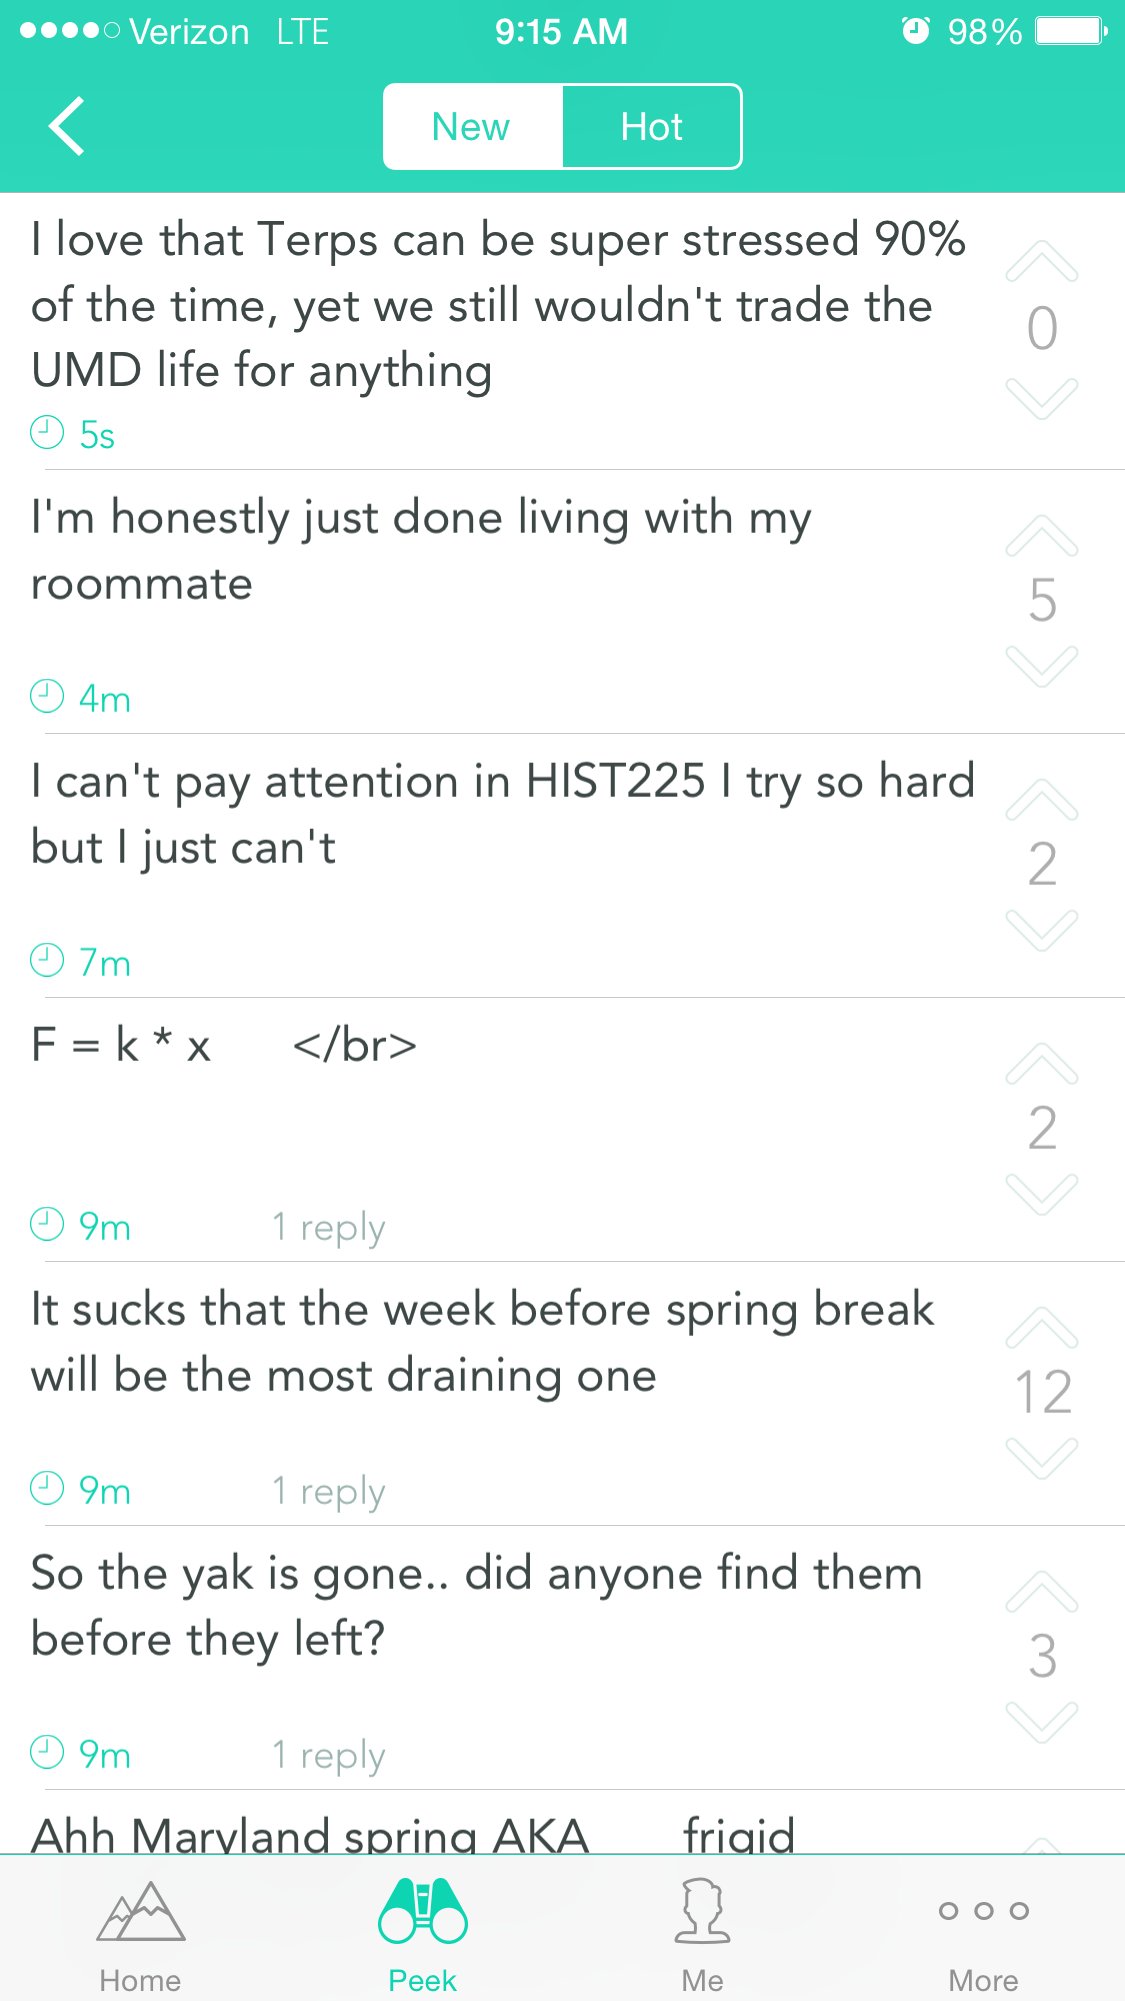 Verizon LTE 9:15 AM 98%
New Hot
I love that Terps can be super stressed 90%
of the time, yet we still wouldn't trade the
UMD life for anything
0
5s
I'm honestly just done living with my
roommate
5
4m
I can't pay attention in HIST225 I try so hard
but I just can't
2
7m
F = k * x </br>
2
9m 1 reply
It sucks that the week before spring break
will be the most draining one
12
9m 1 reply
So the yak is gone.. did anyone find them
before they left?
3
9m 1 reply
Ahh Maryland spring AKA frigid
Home Peek Me More